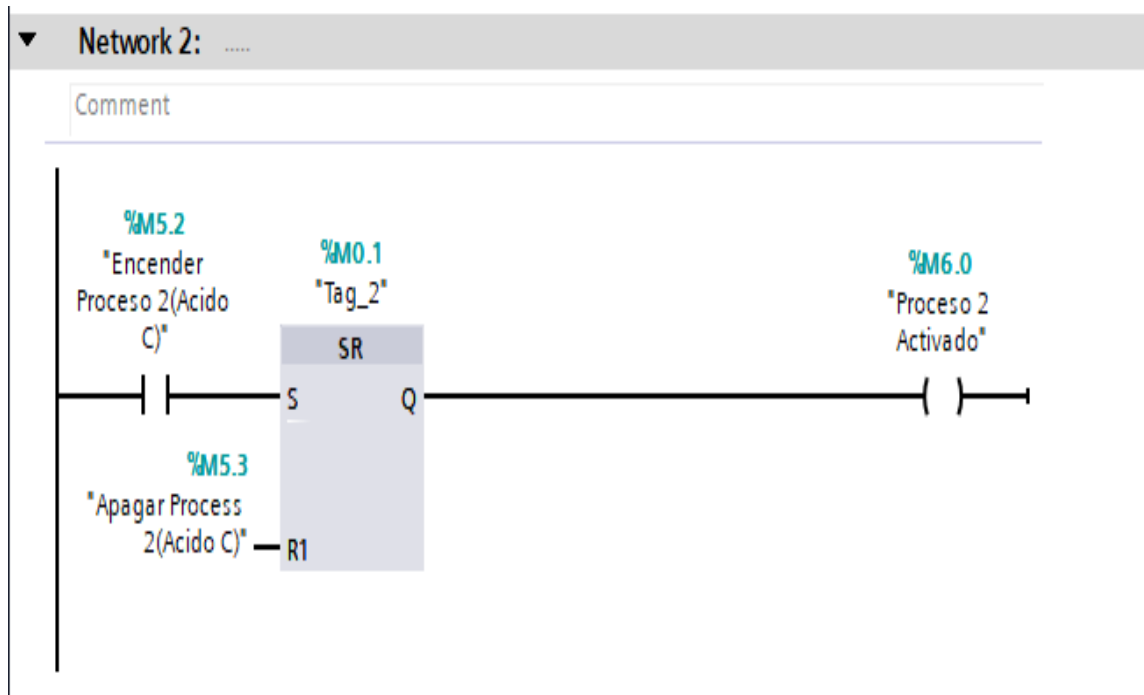 Network 2: .....
Comment
%M5.2
"Encender
Proceso 2(Acido
C)"
%M0.1
"Tag_2"
SR
S
Q
%M6.0
"Proceso 2
Activado"
%M5.3
"Apagar Process
2(Acido C)"
R1